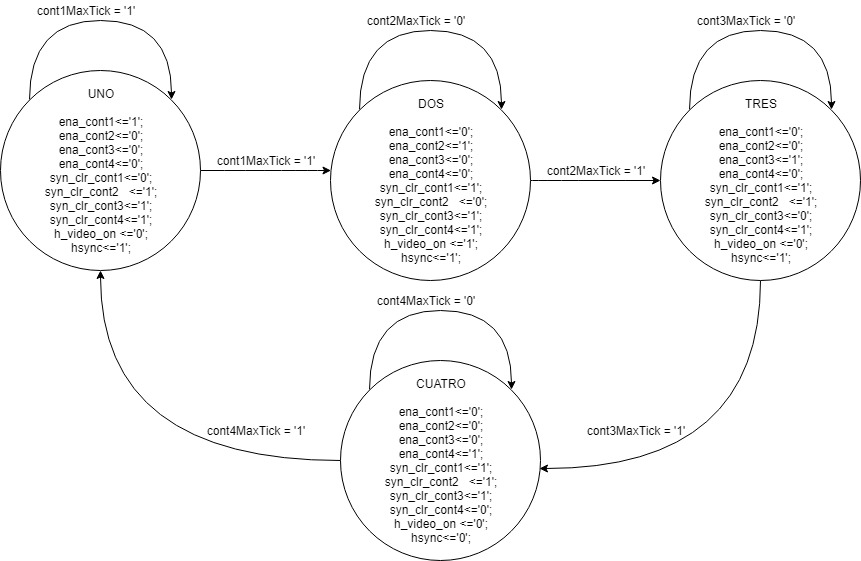 cont1MaxTick = '1'
cont2MaxTick = '0'
cont3MaxTick = '0'
UNO
ena_cont1<='1';
ena_cont2<='0';
ena_cont3<='0';
ena_cont4<='0';
syn_clr_cont1<='0';
syn_clr_cont2   <='1';
syn_clr_cont3<='1';
syn_clr_cont4<='1';
h_video_on <='0';
hsync<='1';
cont1MaxTick = '1'
DOS
ena_cont1<='0';
ena_cont2<='1';
ena_cont3<='0';
ena_cont4<='0';
syn_clr_cont1<='1';
syn_clr_cont2   <='0';
syn_clr_cont3<='1';
syn_clr_cont4<='1';
h_video_on <='1';
hsync<='1';
cont2MaxTick = '1'
TRES
ena_cont1<='0';
ena_cont2<='0';
ena_cont3<='1';
ena_cont4<='0';
syn_clr_cont1<='1';
syn_clr_cont2   <='1';
syn_clr_cont3<='0';
syn_clr_cont4<='1';
h_video_on <='0';
hsync<='1';
cont4MaxTick = '0'
CUATRO
ena_cont1<='0';
ena_cont2<='0';
ena_cont3<='0';
ena_cont4<='1';
syn_clr_cont1<='1';
syn_clr_cont2   <='1';
syn_clr_cont3<='1';
syn_clr_cont4<='0';
h_video_on <='0';
hsync<='0';
cont4MaxTick = '1'
cont3MaxTick = '1'